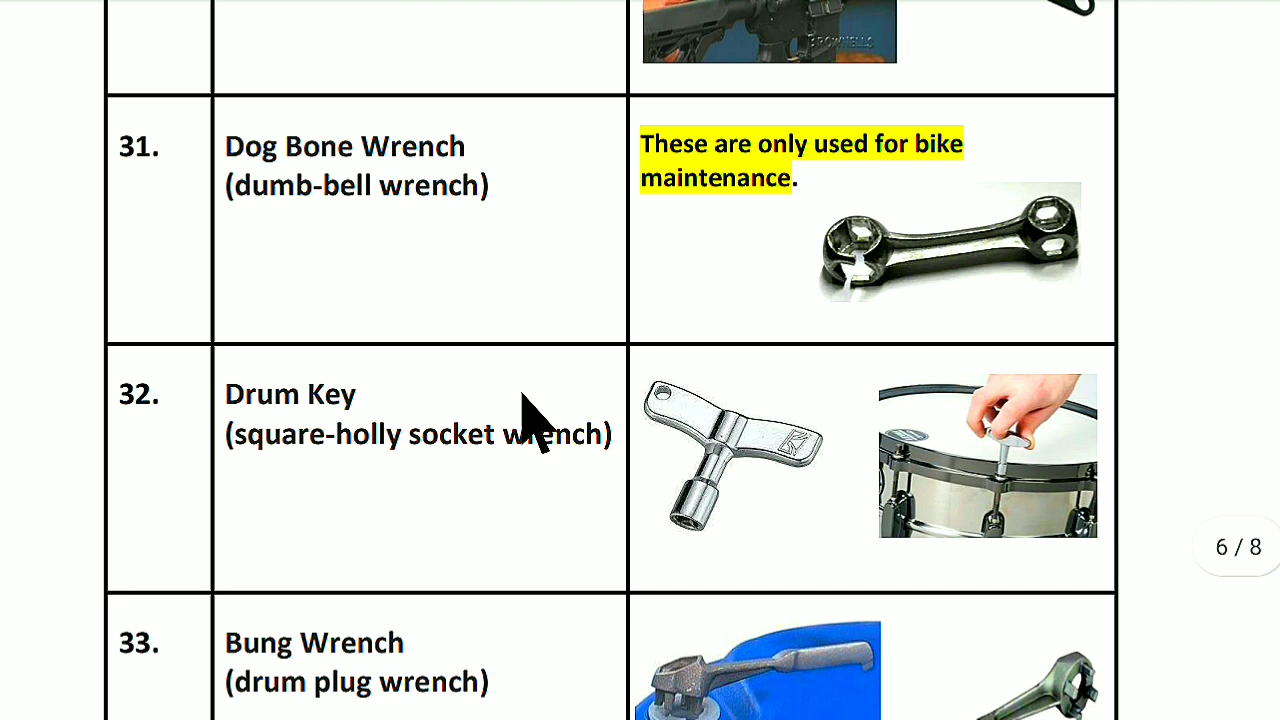 BROWNELLS
31.
Dog Bone Wrench
(dumb-bell wrench)
These are only used for bike
maintenance.
32.
Drum Key
(square-holly socket wrench)
6 / 8
33.
Bung Wrench
(drum plug wrench)